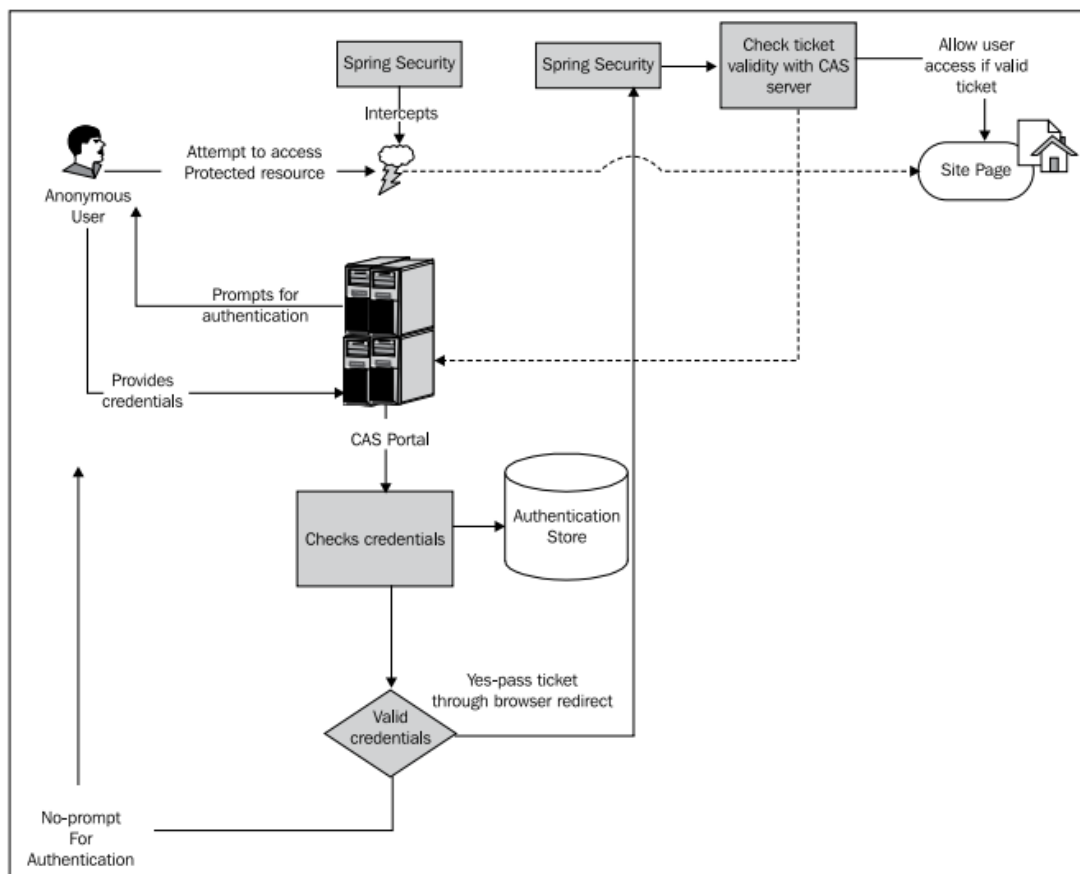 Spring Security
Spring Security
Check ticket
validity with CAS
server
Allow user
access if valid
ticket
Intercepts
Attempt to access
Protected resource
Anonymous
User
Site Page
Prompts for
authentication
Provides
credentials
CAS Portal
Checks credentials
Authentication
Store
Yes-pass ticket
through browser redirect
Valid
credentials
No-prompt
For
Authentication